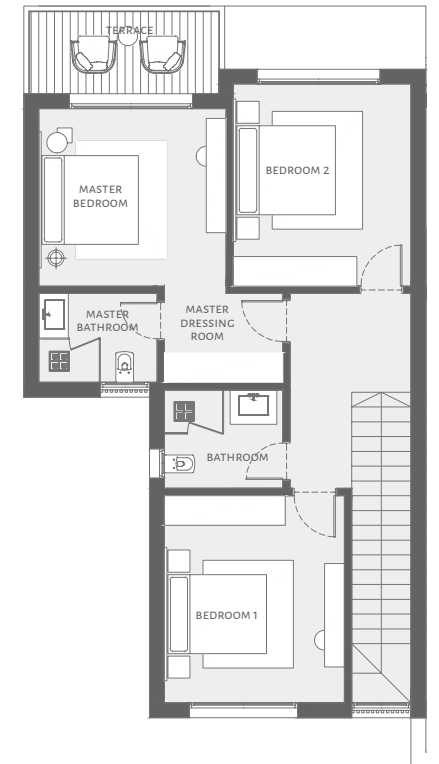 TERRACE
BEDROOM 2
MASTER
BEDROOM
MASTER
BATHROOM
MASTER
DRESSING
ROOM
BATHROOM
BEDROOM 1